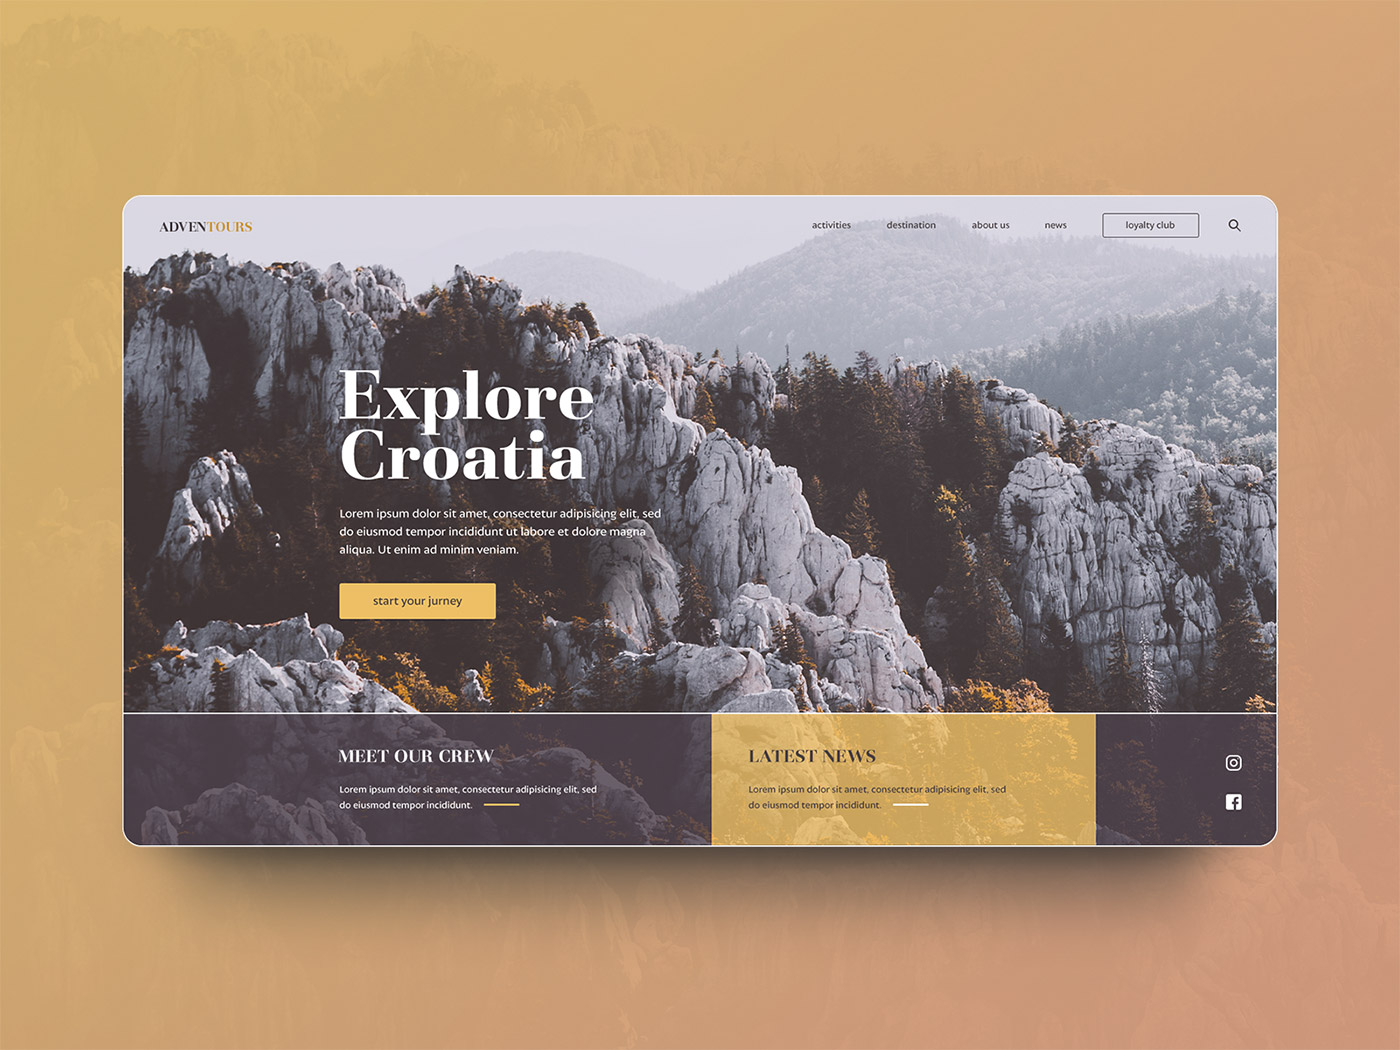 ADVENTOURS
activities
destination
about us
news
loyalty club
Explore
Croatia
Lorem ipsum dolor sit amet, consectetur adipisicing elit, sed
do eiusmod tempor incididunt ut labore et dolore magna
aliqua. Ut enim ad minim veniam.
start your jurney
MEET OUR CREW
Lorem ipsum dolor sit amet, consectetur adipisicing elit, sed
do eiusmod tempor incididunt.
LATEST NEWS
Lorem ipsum dolor sit amet, consectetur adipisicing elit, sed
do eiusmod tempor incididunt.